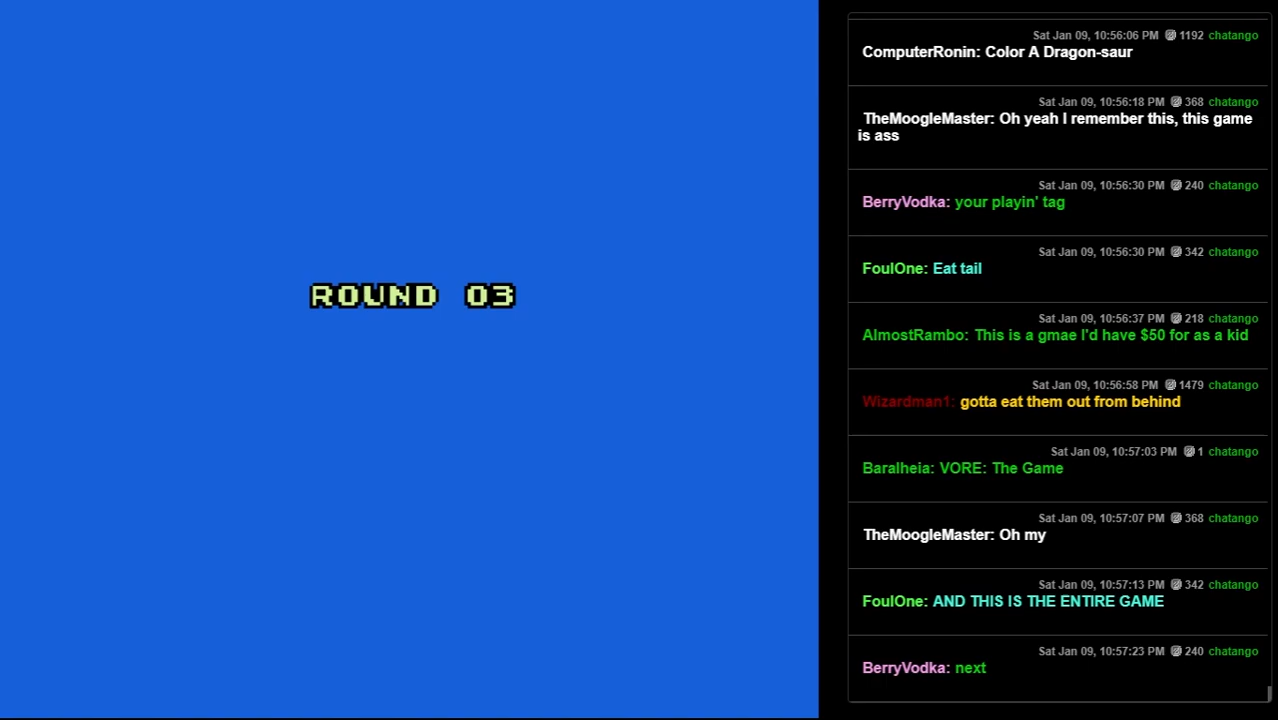 ROUND 03
Sat Jan 09, 10:56:06 PM 1192 chatango
ComputerRonin: Color A Dragon-saur
Sat Jan 09, 10:56:18 PM 368 chatango
TheMoogleMaster: Oh yeah I remember this, this game
is ass
Sat Jan 09, 10:56:30 PM 240 chatango
BerryVodka: your playin' tag
Sat Jan 09, 10:56:30 PM 342 chatango
FoulOne: Eat tail
Sat Jan 09, 10:56:37 PM 218 chatango
AlmostRambo: This is a gmae I'd have $50 for as a kid
Sat Jan 09, 10:56:58 PM 1479 chatango
Wizardman1: gotta eat them out from behind
Sat Jan 09, 10:57:03 PM 1 chatango
Baralheia: VORE: The Game
Sat Jan 09, 10:57:07 PM 368 chatango
TheMoogleMaster: Oh my
Sat Jan 09, 10:57:13 PM 342 chatango
FoulOne: AND THIS IS THE ENTIRE GAME
Sat Jan 09, 10:57:23 PM 240 chatango
BerryVodka: next